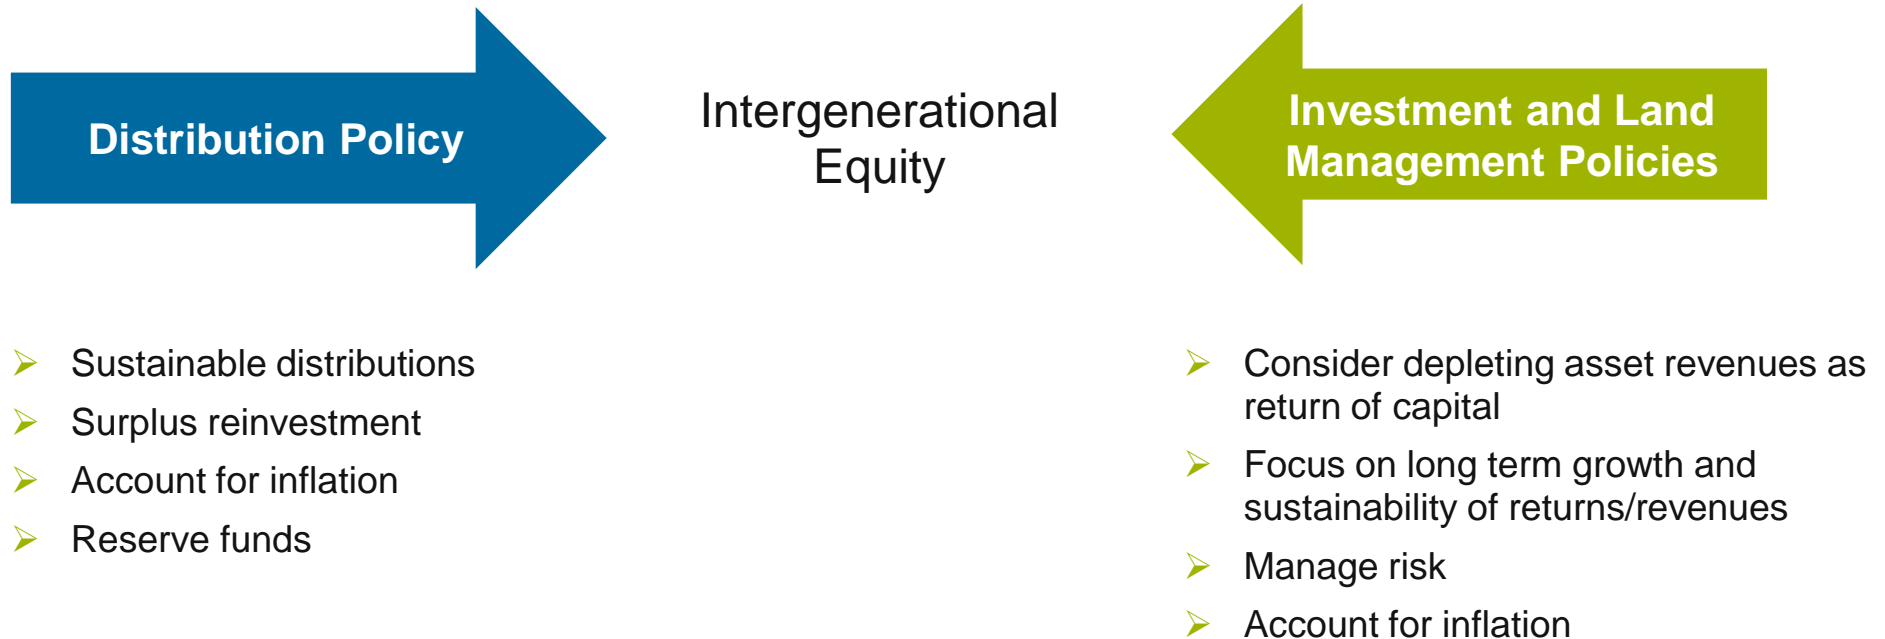 Distribution Policy
Intergenerational
Equity
Investment and Land
Management Policies
Sustainable distributions
Surplus reinvestment
Account for inflation
Reserve funds
Consider depleting asset revenues as
return of capital
Focus on long term growth and
sustainability of returns/revenues
Manage risk
Account for inflation